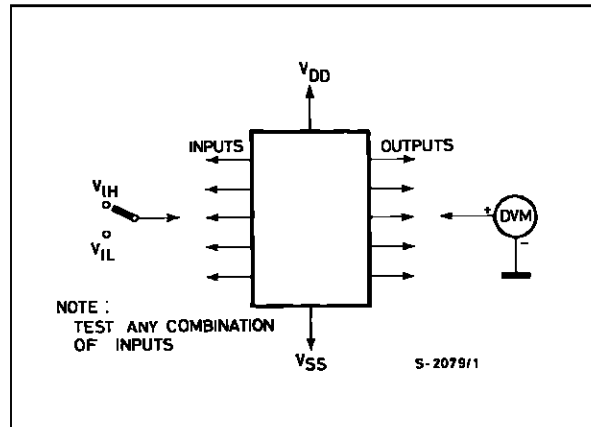 VDD
INPUTS
OUTPUTS
VIH
VIL
+
DVM
-
NOTE :
TEST ANY COMBINATION
OF INPUTS
VSS
S-2079/1